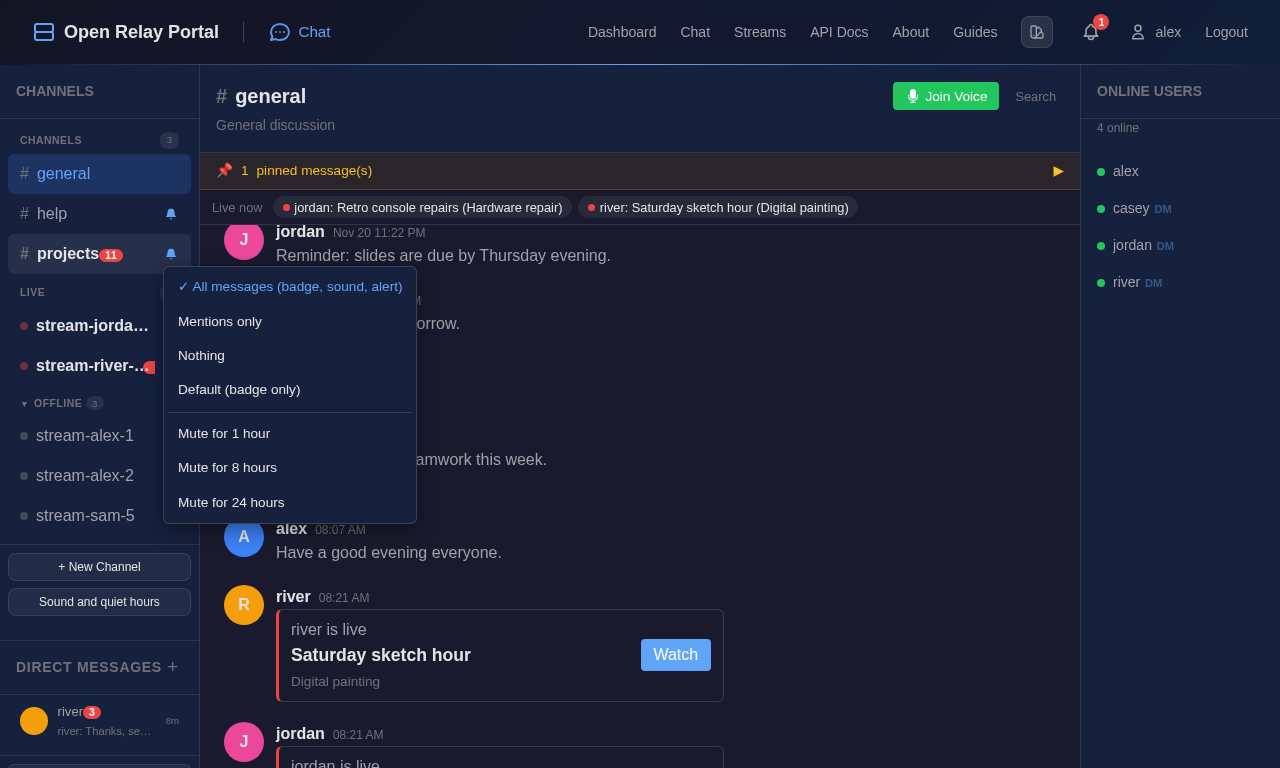 Open Relay Portal
Chat
Dashboard
Chat
Streams
API Docs
About
Guides
1
alex
Logout
CHANNELS
CHANNELS 3
# general
# help
# projects 11
LIVE
stream-jorda…
stream-river-…
▼ OFFLINE 3
stream-alex-1
stream-alex-2
stream-sam-5
+ New Channel
Sound and quiet hours
DIRECT MESSAGES +
river 3
river: Thanks, se…
8m
✓ All messages (badge, sound, alert)
Mentions only
Nothing
Default (badge only)
Mute for 1 hour
Mute for 8 hours
Mute for 24 hours
# general
General discussion
Join Voice
Search
📌 1 pinned message(s) ▶
Live now
jordan: Retro console repairs (Hardware repair)
river: Saturday sketch hour (Digital painting)
J
jordan Nov 20 11:22 PM
Reminder: slides are due by Thursday evening.
orrow.
amwork this week.
A
alex 08:07 AM
Have a good evening everyone.
R
river 08:21 AM
river is live
Saturday sketch hour
Digital painting
Watch
J
jordan 08:21 AM
jordan is live
ONLINE USERS
4 online
alex
casey DM
jordan DM
river DM